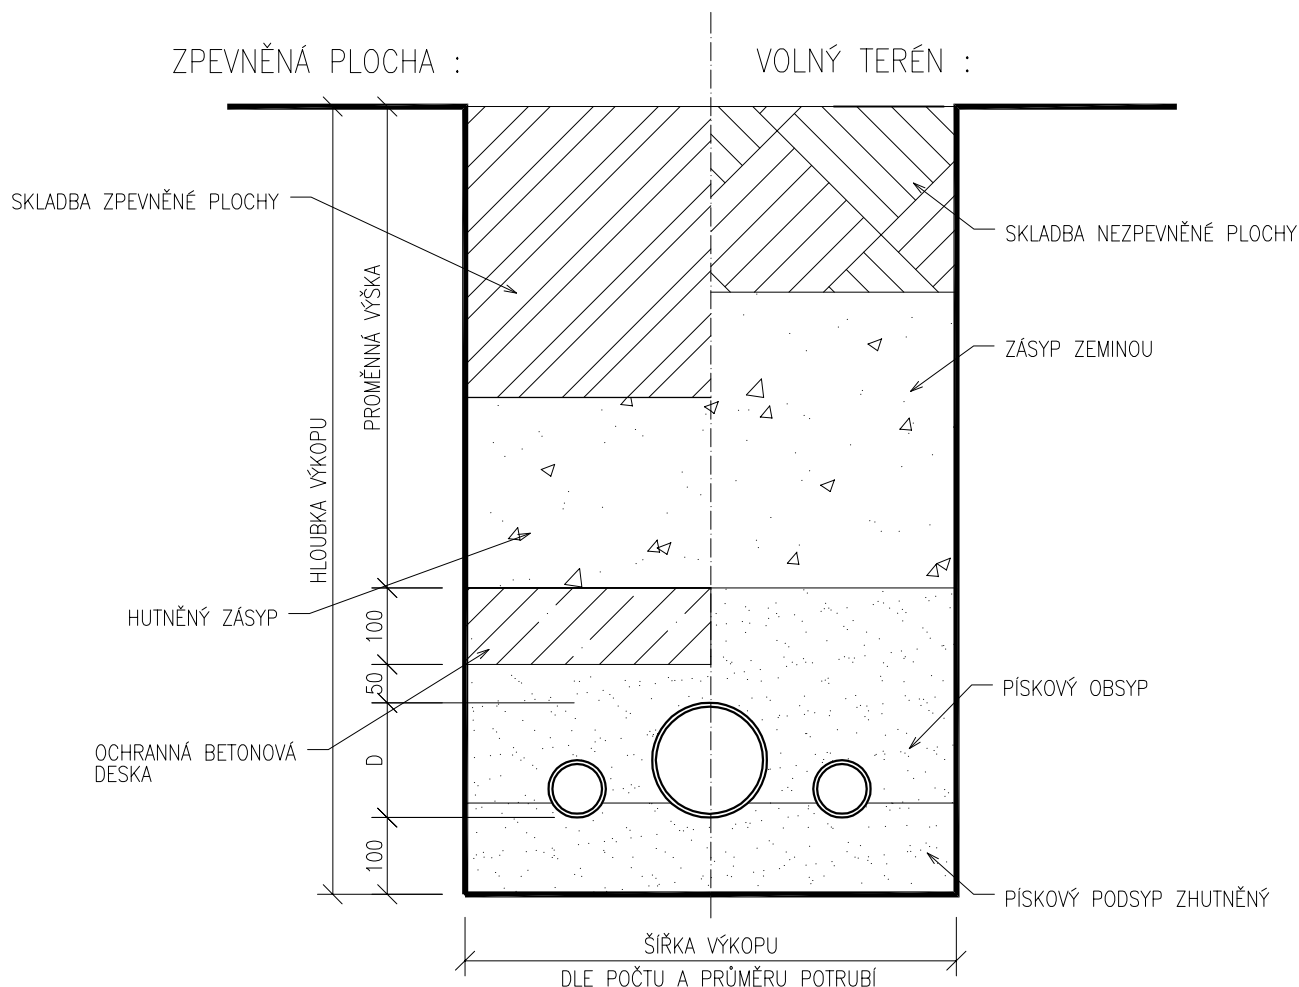 ZPEVNĚNÁ PLOCHA :
VOLNÝ TERÉN :
SKLADBA ZPEVNĚNÉ PLOCHY
SKLADBA NEZPEVNĚNÉ PLOCHY
PROMĚNNÁ VÝŠKA
ZÁSYP ZEMINOU
HLOUBKA VÝKOPU
HUTNĚNÝ ZÁSYP
100
50
PÍSKOVÝ OBSYP
OCHRANNÁ BETONOVÁ
DESKA
D
100
PÍSKOVÝ PODSYP ZHUTNĚNÝ
ŠÍŘKA VÝKOPU
DLE POČTU A PRŮMĚRU POTRUBÍ